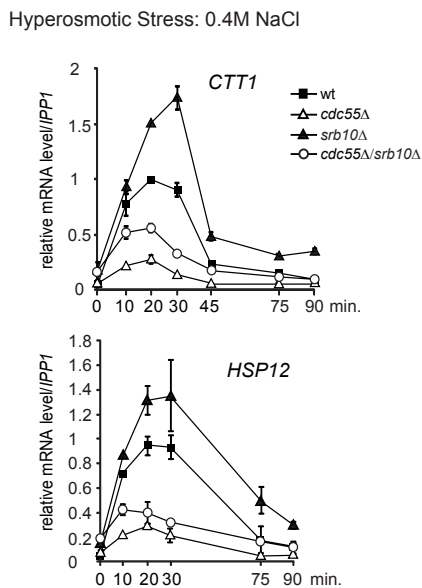 Hyperosmotic Stress: 0.4M NaCl
CTT1
relative mRNA level/IPP1
2
1.5
1
0.5
0
0 10 20 30 45 75 90 min.
wt
cdc55Δ
srb10Δ
cdc55Δ/srb10Δ
HSP12
relative mRNA level/IPP1
1.8
1.6
1.4
1.2
1
0.8
0.6
0.4
0.2
0
0 10 20 30 75 90 min.